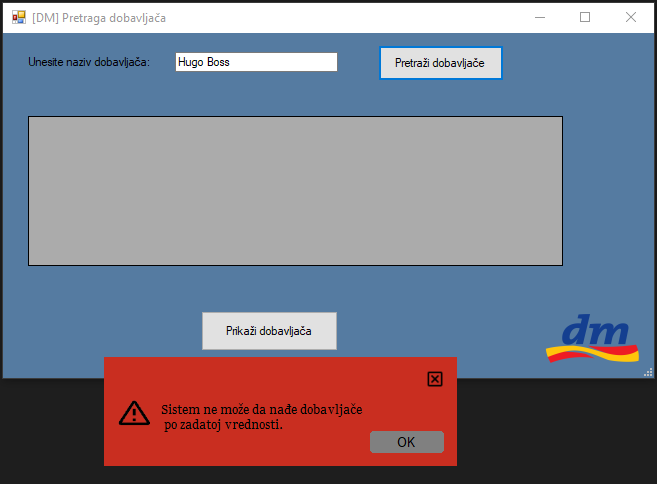 [DM] Pretraga dobavljača
Unesite naziv dobavljača:
Hugo Boss
Pretraži dobavljače
Prikaži dobavljača
dm
Sistem ne može da nađe dobavljače
po zadatoj vrednosti.
OK